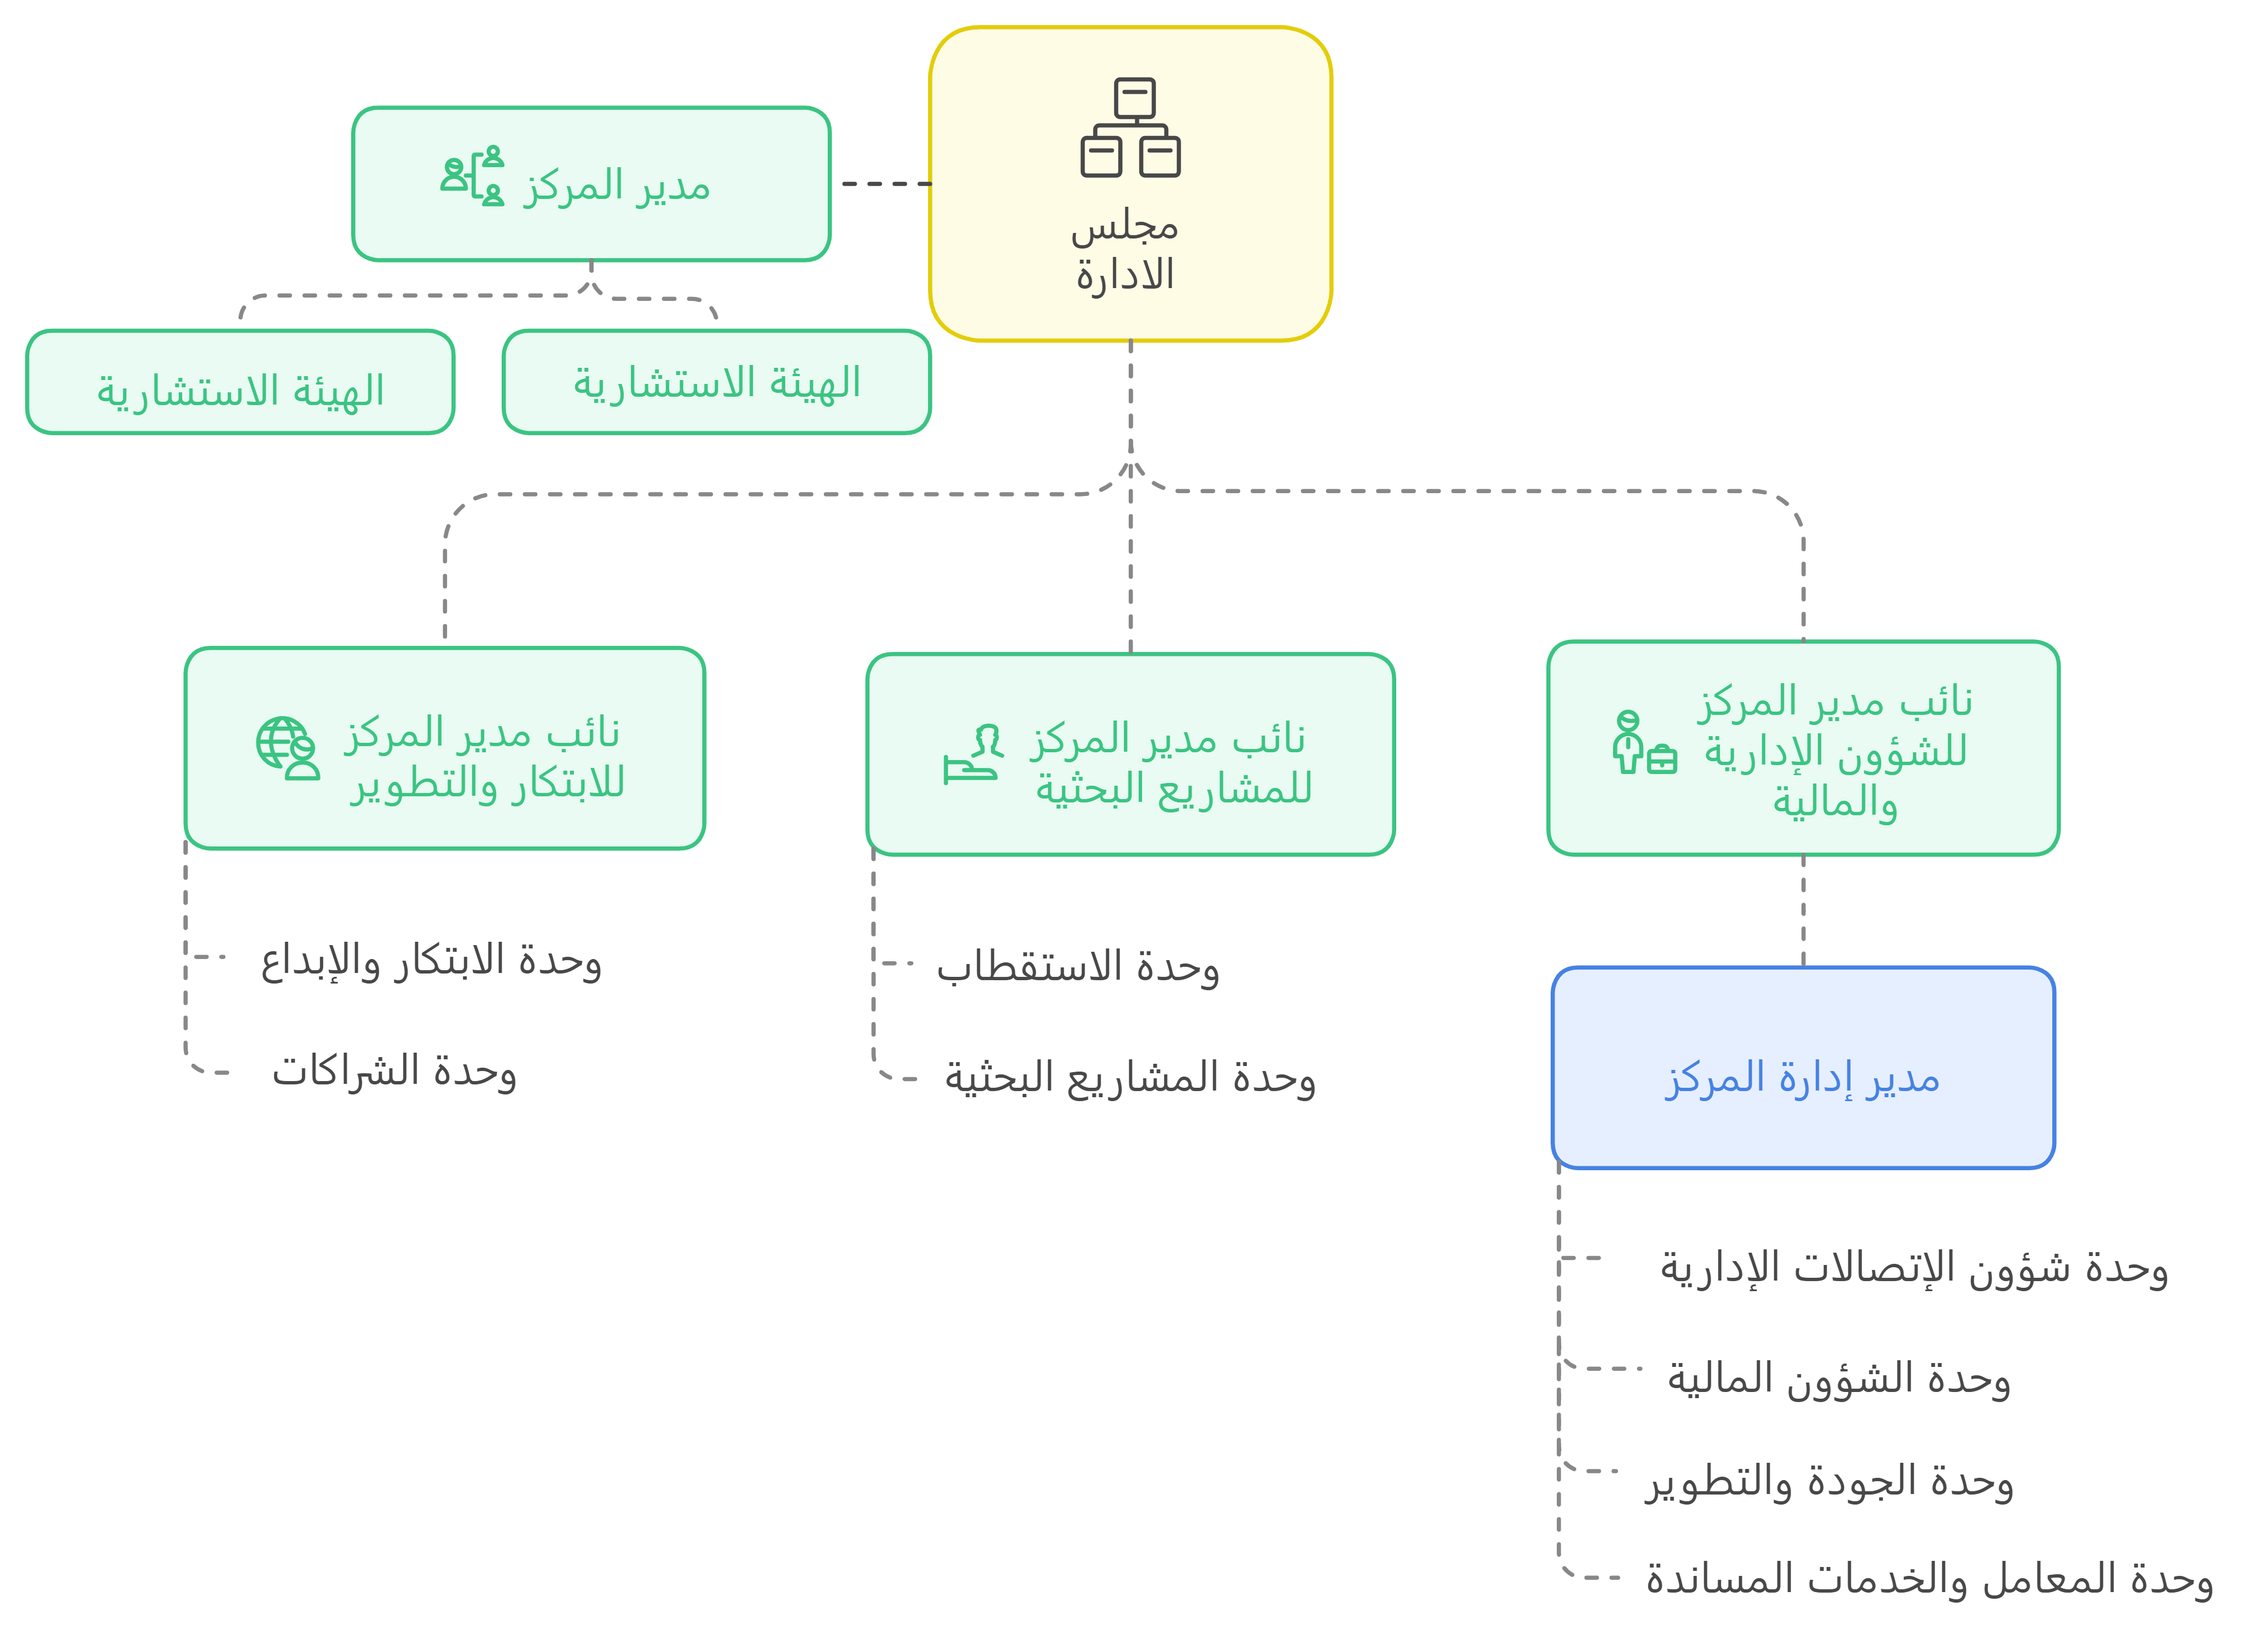 مجلس
الادارة
مدير المركز
الهيئة الاستشارية
الهيئة الاستشارية
نائب مدير المركز
للشؤون الإدارية
والمالية
نائب مدير المركز
للمشاريع البحثية
نائب مدير المركز
للابتكار والتطوير
مدير إدارة المركز
وحدة شؤون الإتصالات الإدارية
وحدة الشؤون المالية
وحدة الجودة والتطوير
وحدة المعامل والخدمات المساندة
وحدة الاستقطاب
وحدة المشاريع البحثية
وحدة الابتكار والإبداع
وحدة الشراكات